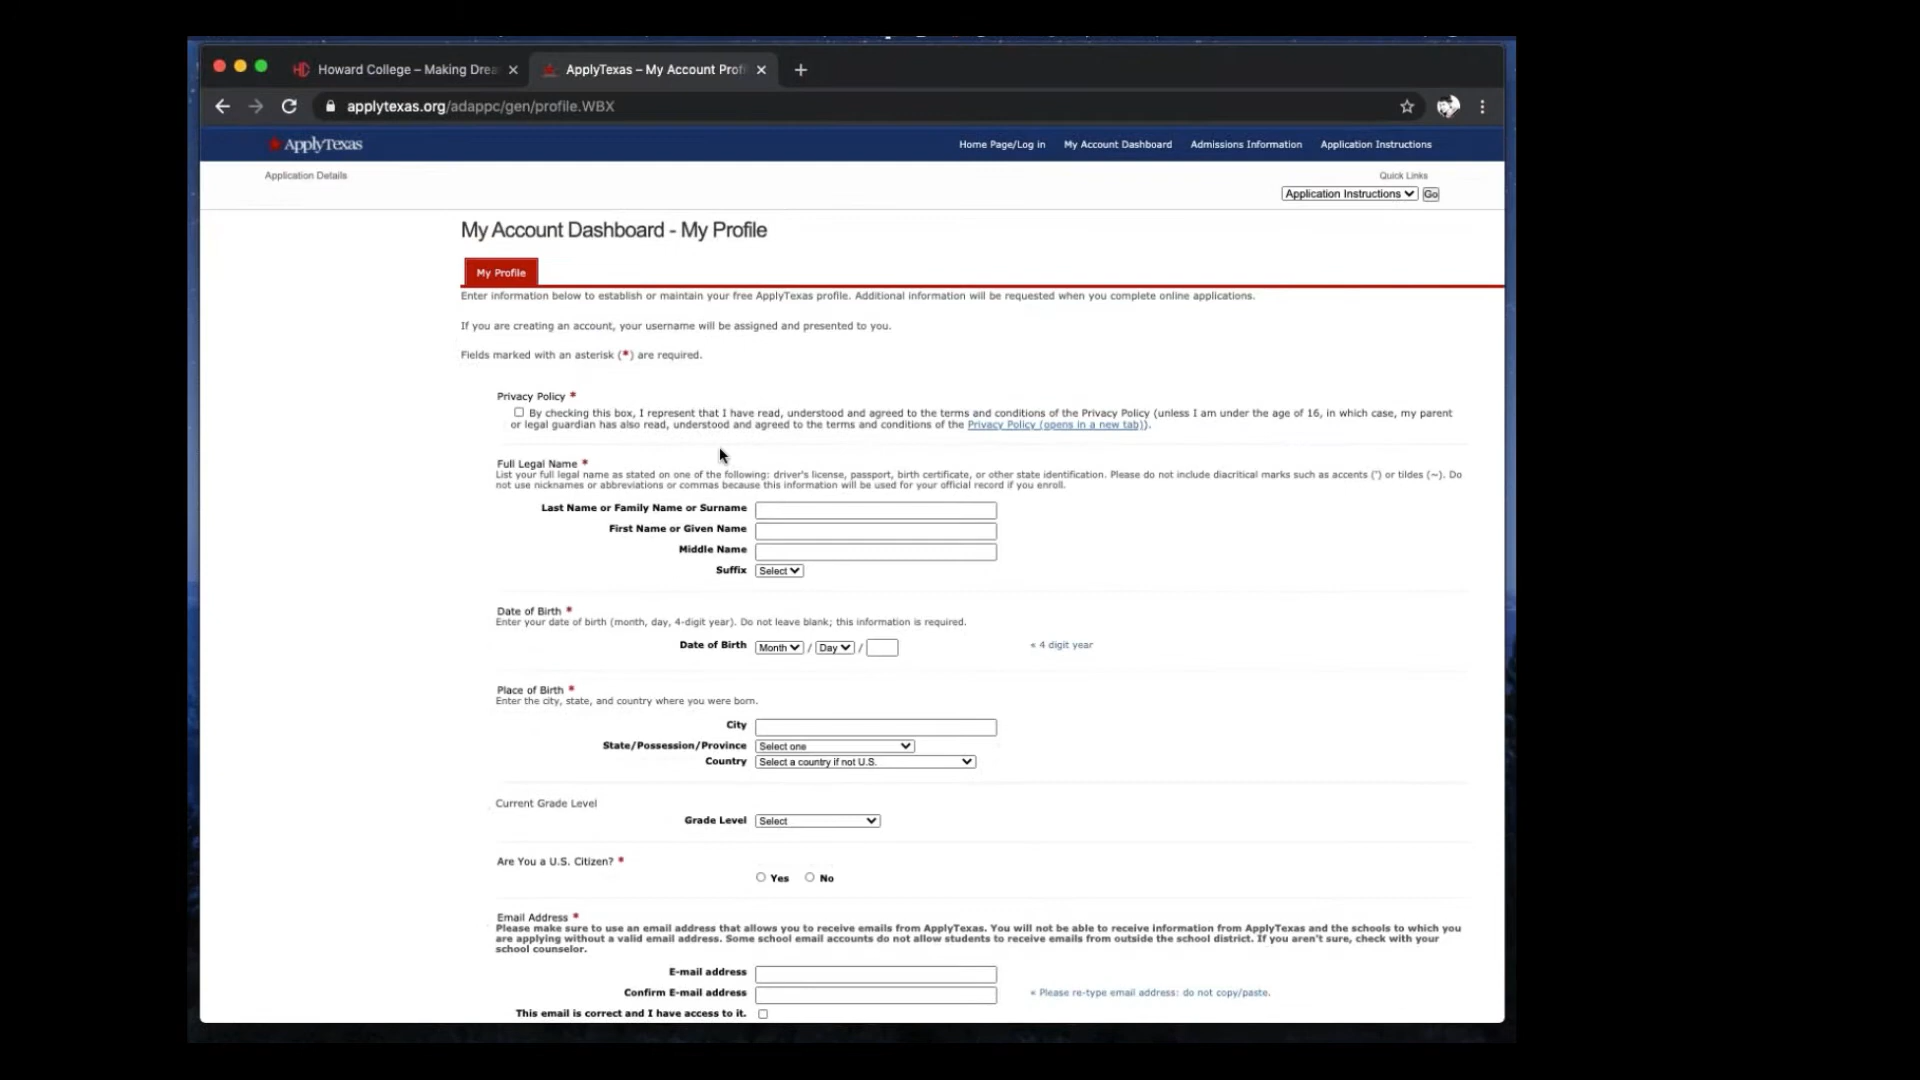 Howard College – Making Drea
ApplyTexas – My Account Prof
applytexas.org/adappc/gen/profile.WBX
ApplyTexas
Home Page/Log in My Account Dashboard Admissions Information Application Instructions
Application Details
Quick Links
Application Instructions Go
My Account Dashboard - My Profile
My Profile
Enter information below to establish or maintain your free ApplyTexas profile. Additional information will be requested when you complete online applications.
If you are creating an account, your username will be assigned and presented to you.
Fields marked with an asterisk (*) are required.
Privacy Policy *
By checking this box, I represent that I have read, understood and agreed to the terms and conditions of the Privacy Policy (unless I am under the age of 16, in which case, my parent
or legal guardian has also read, understood and agreed to the terms and conditions of the Privacy Policy (opens in a new tab)).
Full Legal Name *
List your full legal name as stated on one of the following: driver's license, passport, birth certificate, or other state identification. Please do not include diacritical marks such as accents (') or tildes (~). Do
not use nicknames or abbreviations or commas because this information will be used for your official record if you enroll.
Last Name or Family Name or Surname
First Name or Given Name
Middle Name
Suffix Select
Date of Birth *
Enter your date of birth (month, day, 4-digit year). Do not leave blank; this information is required.
Date of Birth Month / Day / « 4 digit year
Place of Birth *
Enter the city, state, and country where you were born.
City
State/Possession/Province Select one
Country Select a country if not U.S.
Current Grade Level
Grade Level Select
Are You a U.S. Citizen? *
Yes No
Email Address *
Please make sure to use an email address that allows you to receive emails from ApplyTexas. You will not be able to receive information from ApplyTexas and the schools to which you
are applying without a valid email address. Some school email accounts do not allow students to receive emails from outside the school district. If you aren't sure, check with your
school counselor.
E-mail address
Confirm E-mail address « Please re-type email address: do not copy/paste.
This email is correct and I have access to it.